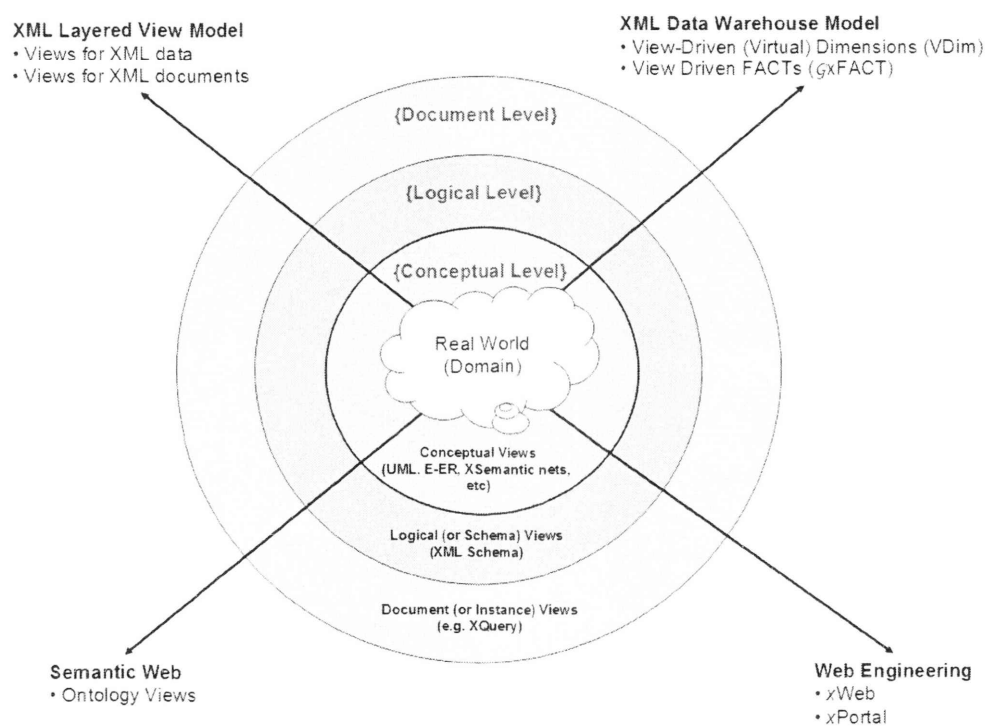 XML Layered View Model
• Views for XML data
• Views for XML documents
XML Data Warehouse Model
• View-Driven (Virtual) Dimensions (VDim)
• View Driven FACTs (𝒢xFACT)
{Document Level}
{Logical Level}
{Conceptual Level}
Real World
(Domain)
Conceptual Views
(UML, E-ER, XSemantic nets,
etc)
Logical (or Schema) Views
(XML Schema)
Document (or Instance) Views
(e.g. XQuery)
Semantic Web
• Ontology Views
Web Engineering
• xWeb
• xPortal